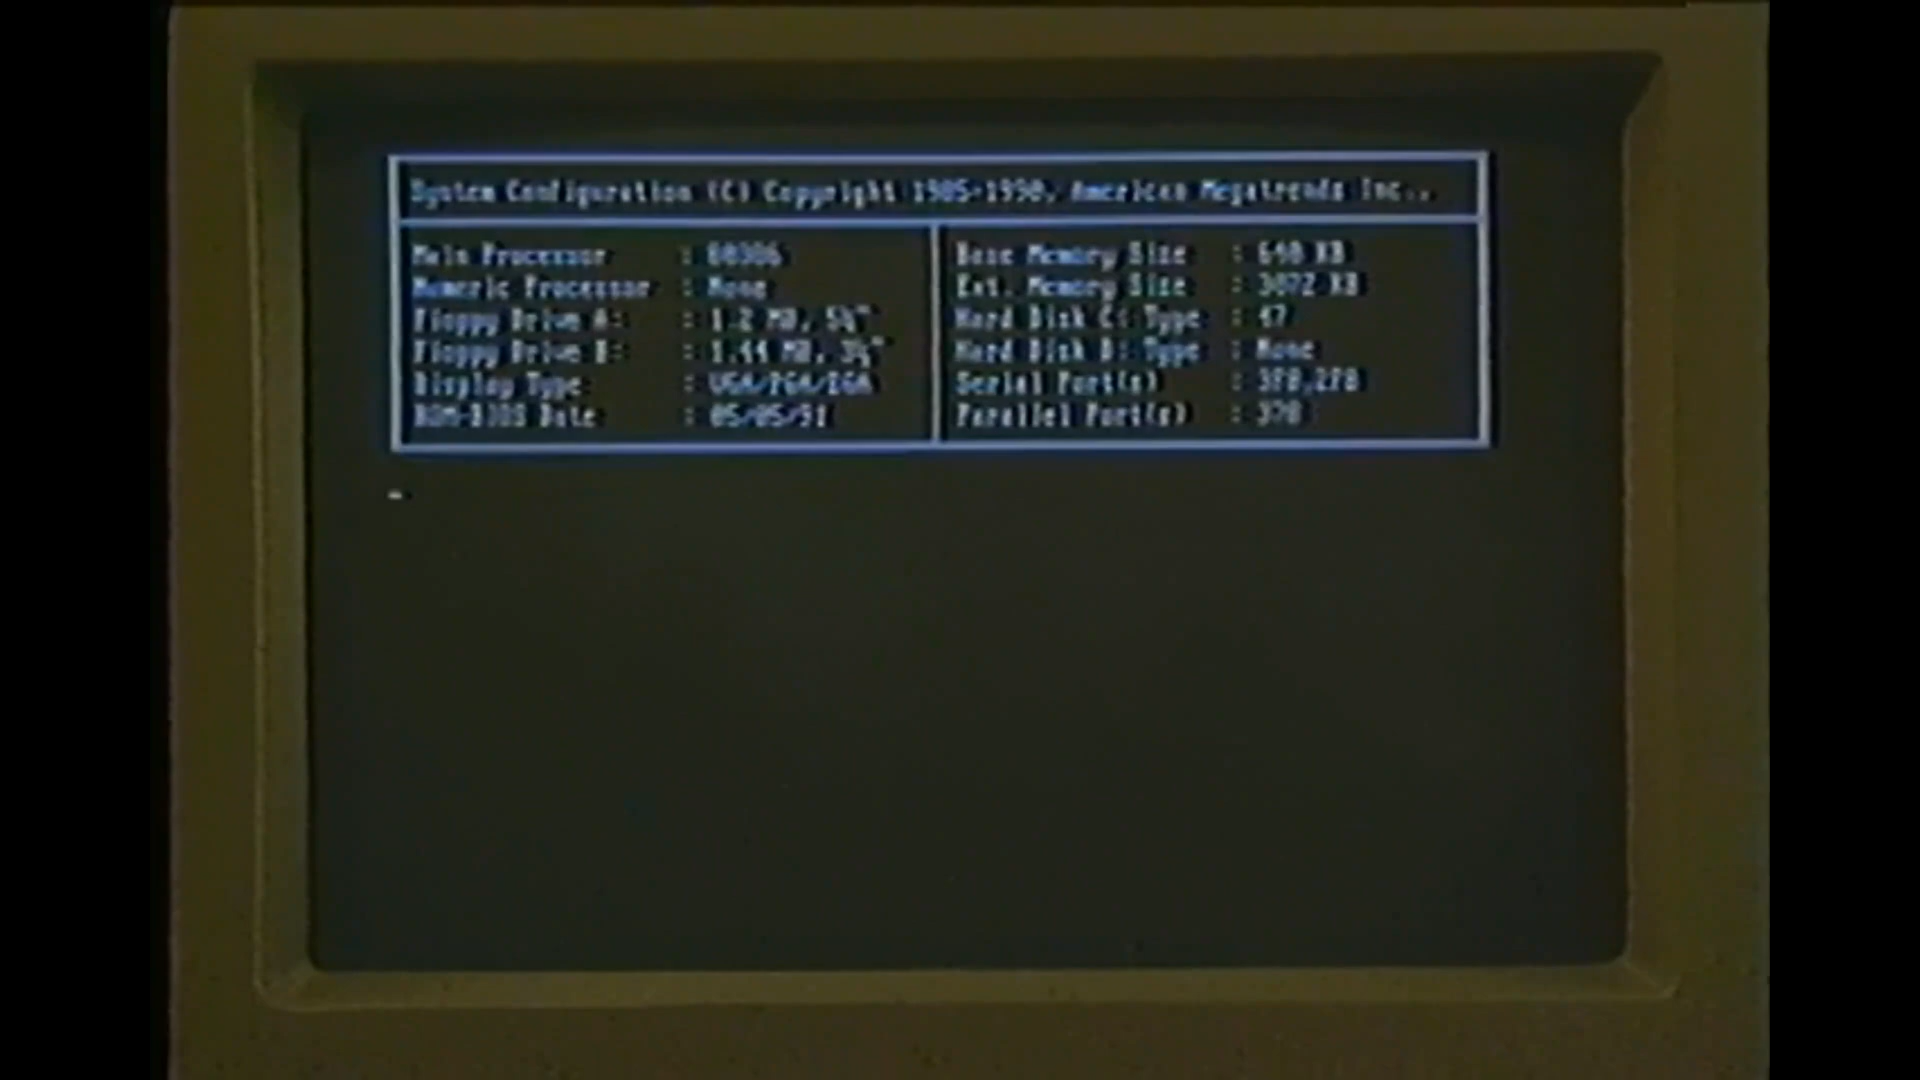 System Configuration (C) Copyright 1985-1990, American Megatrends Inc.,
Main Processor : 80386
Numeric Processor : None
Floppy Drive A: : 1.2 MB, 5¼"
Floppy Drive B: : 1.44 MB, 3½"
Display Type : VGA/PGA/EGA
ROM-BIOS Date : 05/05/91
Base Memory Size : 640 KB
Ext. Memory Size : 3072 KB
Hard Disk C: Type : 47
Hard Disk D: Type : None
Serial Port(s) : 3F8,2F8
Parallel Port(s) : 378